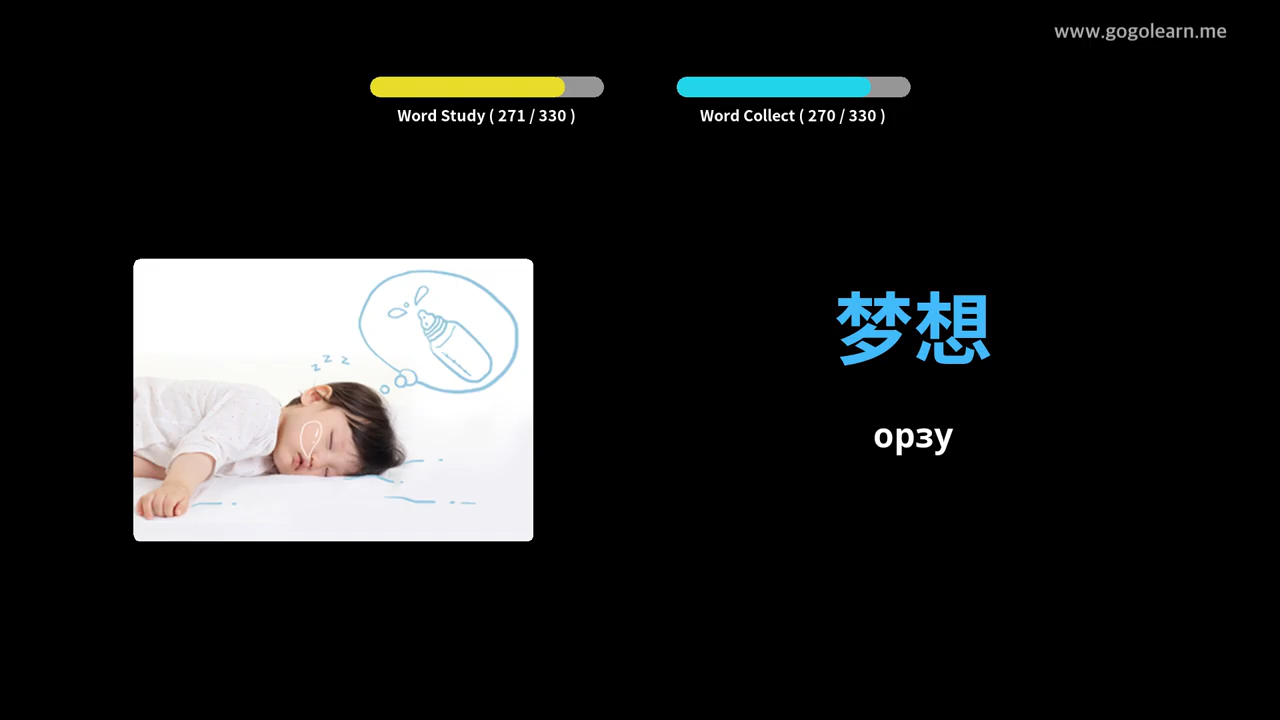 www.gogolearn.me
Word Study ( 271 / 330 )
Word Collect ( 270 / 330 )
z z z
梦想
орзу